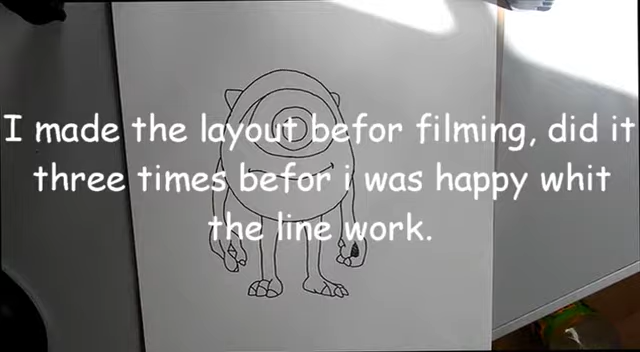 I made the layout befor filming, did it
three times befor i was happy whit
the line work.